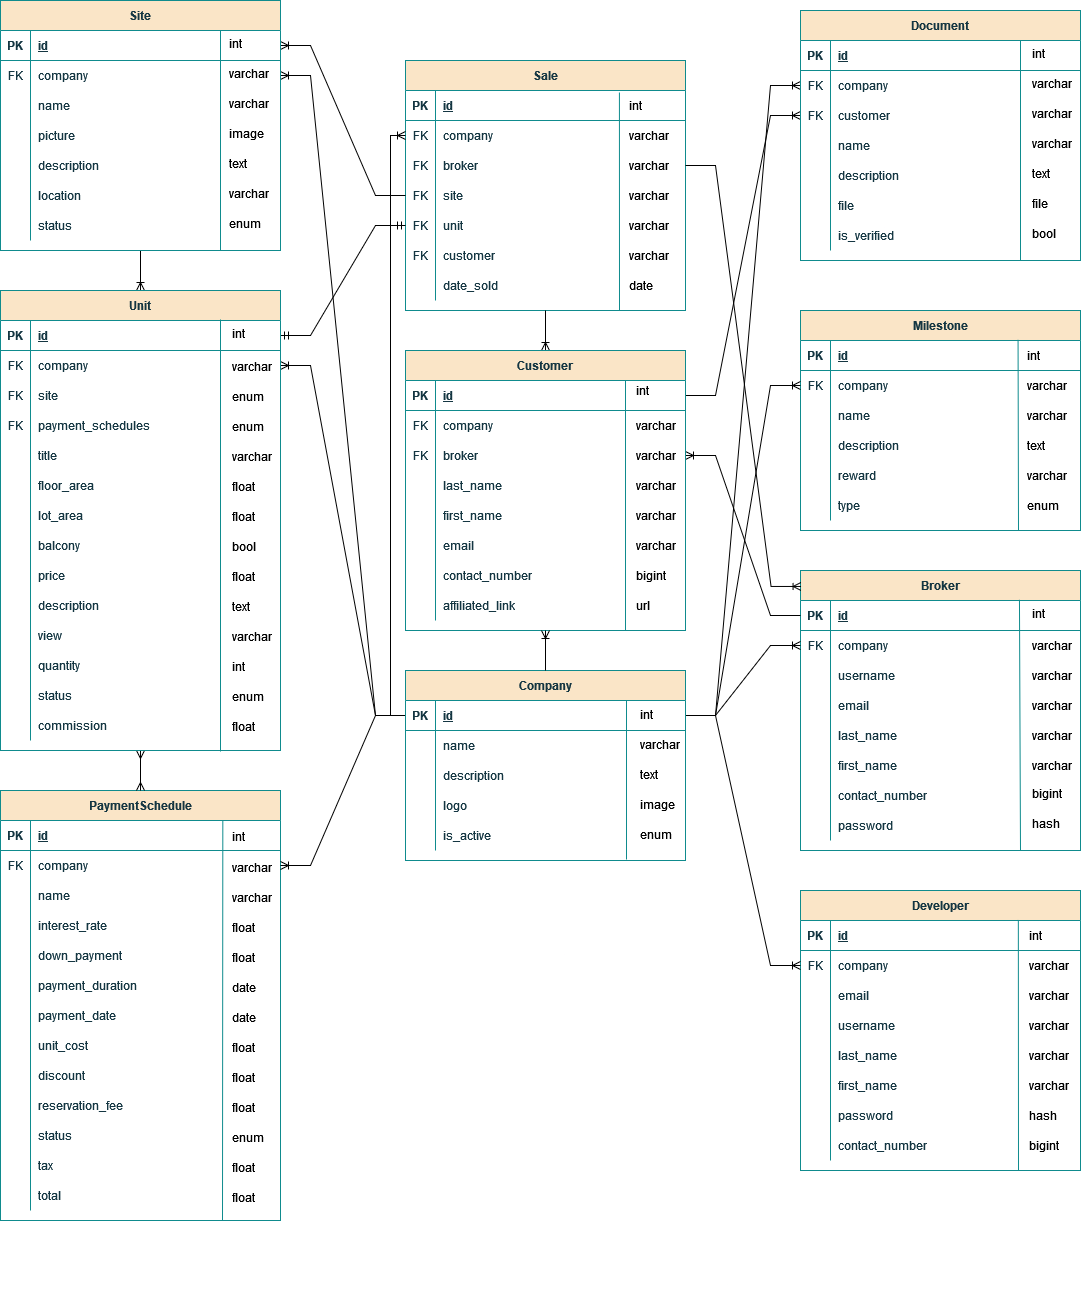 Site
PK id int
FK company varchar
name varchar
picture image
description text
location varchar
status enum
Unit
PK id int
FK company varchar
FK site enum
FK payment_schedules enum
title varchar
floor_area float
lot_area float
balcony bool
price float
description text
view varchar
quantity int
status enum
commission float
PaymentSchedule
PK id int
FK company varchar
name varchar
interest_rate float
down_payment float
payment_duration date
payment_date date
unit_cost float
discount float
reservation_fee float
status enum
tax float
total float
Sale
PK id int
FK company varchar
FK broker varchar
FK site varchar
FK unit varchar
FK customer varchar
date_sold date
Customer
PK id int
FK company varchar
FK broker varchar
last_name varchar
first_name varchar
email varchar
contact_number bigint
affiliated_link url
Company
PK id int
name varchar
description text
logo image
is_active enum
Document
PK id int
FK company varchar
FK customer varchar
name varchar
description text
file file
is_verified bool
Milestone
PK id int
FK company varchar
name varchar
description text
reward varchar
type enum
Broker
PK id int
FK company varchar
username varchar
email varchar
last_name varchar
first_name varchar
contact_number bigint
password hash
Developer
PK id int
FK company varchar
email varchar
username varchar
last_name varchar
first_name varchar
password hash
contact_number bigint